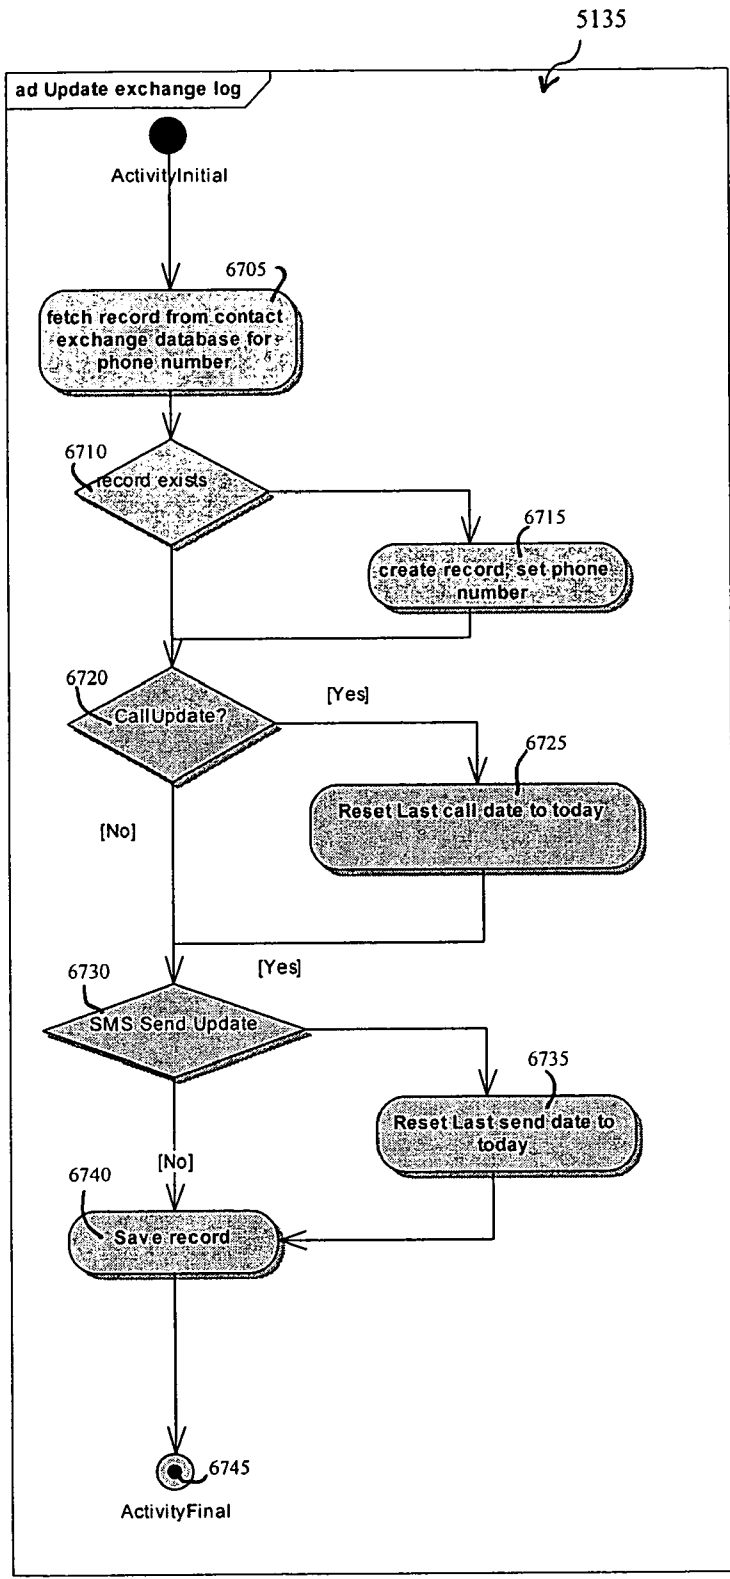 5135
ad Update exchange log
ActivityInitial
6705
fetch record from contact
exchange database for
phone number
6710
record exists
6715
create record, set phone
number
6720
CallUpdate?
[Yes]
6725
Reset Last call date to today
[No]
[Yes]
6730
SMS Send Update
6735
Reset Last send date to
today
[No]
6740
Save record
6745
ActivityFinal